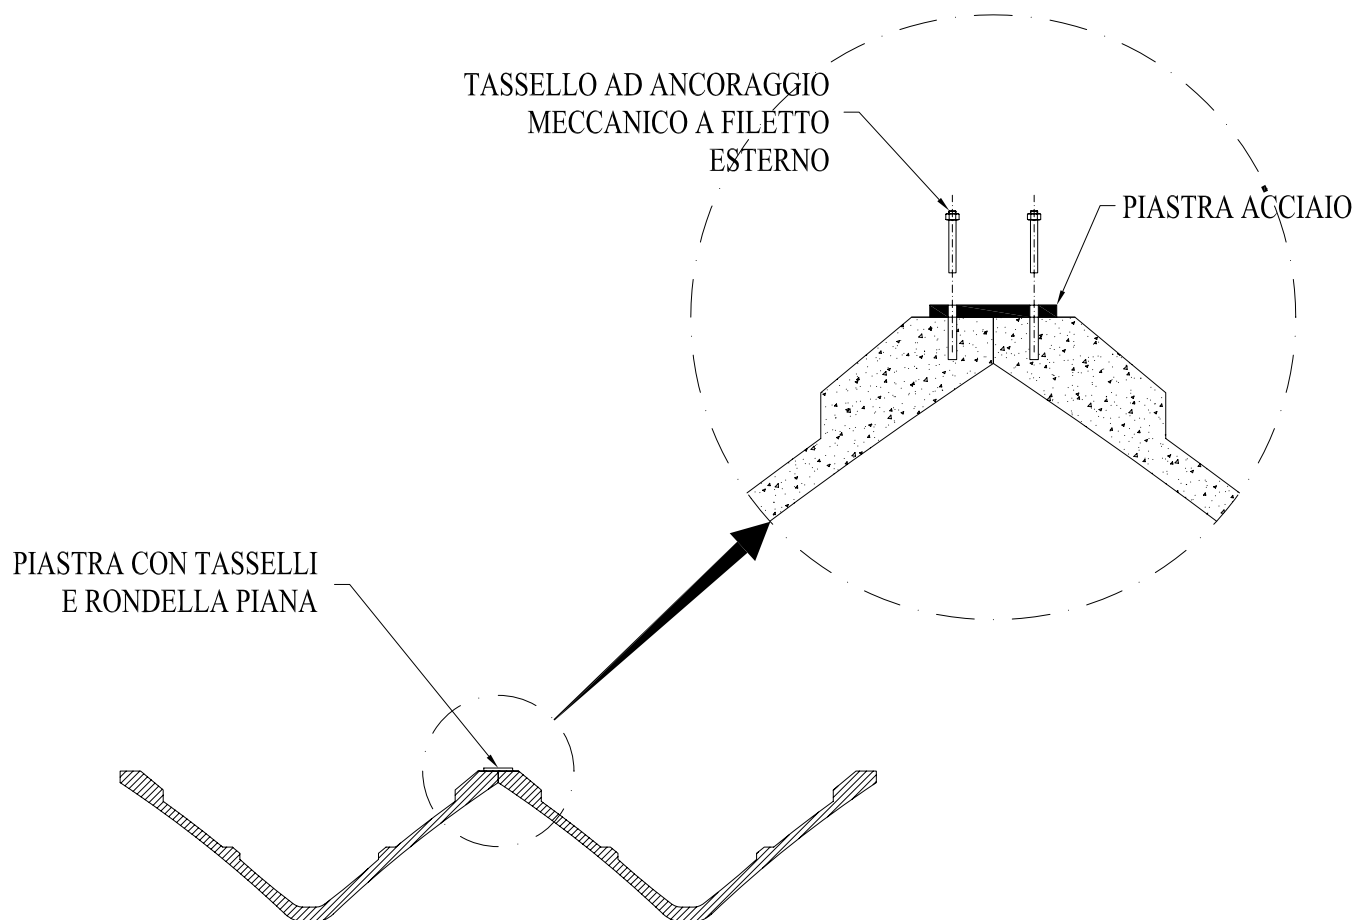 TASSELLO AD ANCORAGGIO
MECCANICO A FILETTO
ESTERNO
PIASTRA ACCIAIO
PIASTRA CON TASSELLI
E RONDELLA PIANA